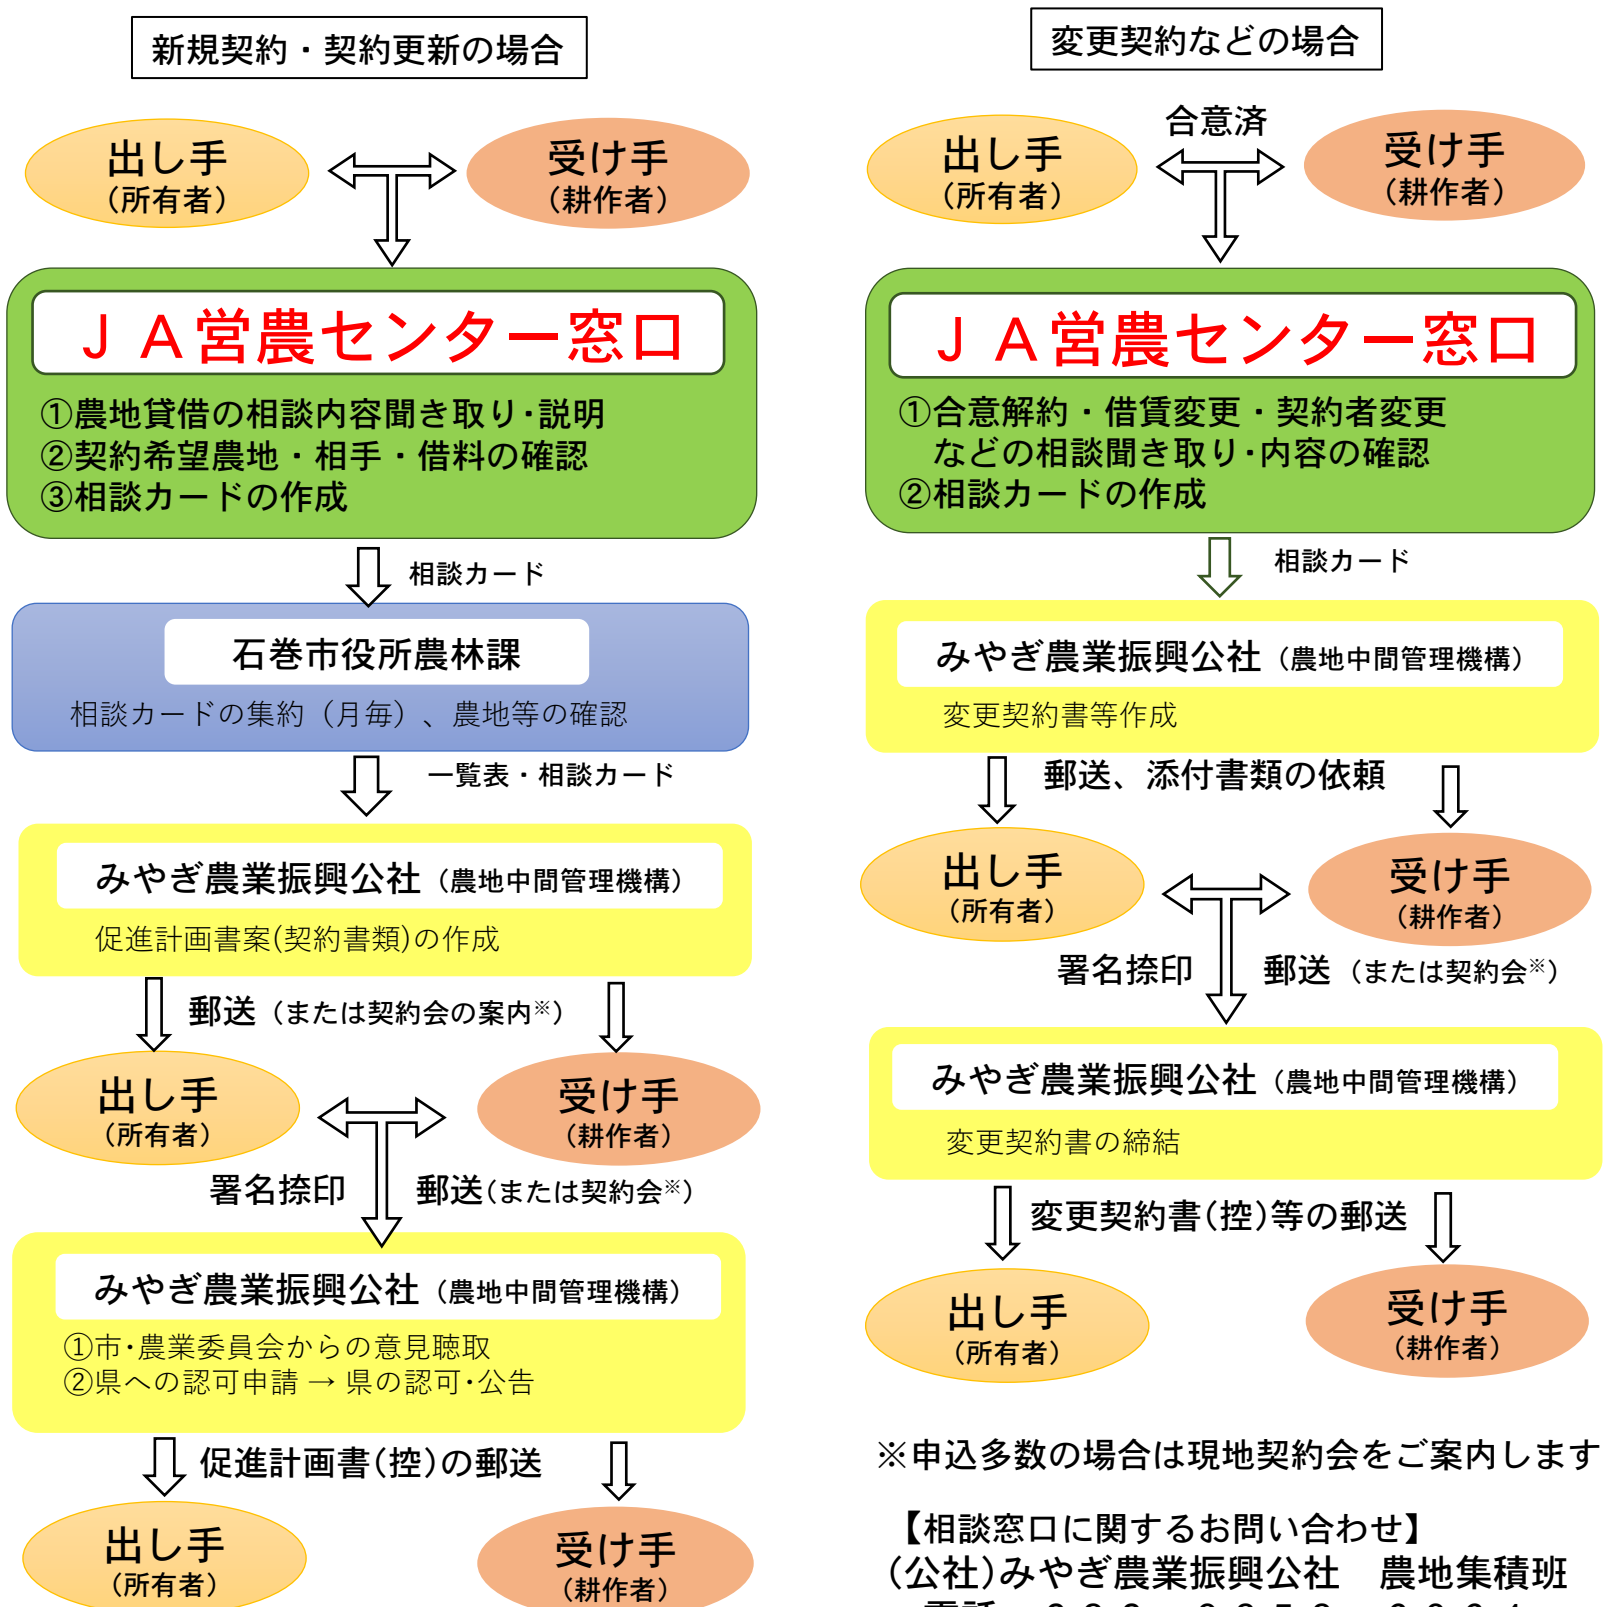 新規契約・契約更新の場合
出し手
（所有者）
受け手
（耕作者）
ＪＡ営農センター窓口
①農地貸借の相談内容聞き取り・説明
②契約希望農地・相手・借料の確認
③相談カードの作成
相談カード
石巻市役所農林課
相談カードの集約（月毎）、農地等の確認
一覧表・相談カード
みやぎ農業振興公社（農地中間管理機構）
促進計画書案(契約書類)の作成
郵送（または契約会の案内※）
出し手
（所有者）
受け手
（耕作者）
署名捺印
郵送（または契約会※）
みやぎ農業振興公社（農地中間管理機構）
①市・農業委員会からの意見聴取
②県への認可申請 → 県の認可・公告
促進計画書（控）の郵送
出し手
（所有者）
受け手
（耕作者）
変更契約などの場合
合意済
出し手
（所有者）
受け手
（耕作者）
ＪＡ営農センター窓口
①合意解約・借賃変更・契約者変更
などの相談聞き取り・内容の確認
②相談カードの作成
相談カード
みやぎ農業振興公社（農地中間管理機構）
変更契約書等作成
郵送、添付書類の依頼
出し手
（所有者）
受け手
（耕作者）
署名捺印
郵送（または契約会※）
みやぎ農業振興公社（農地中間管理機構）
変更契約書の締結
変更契約書（控）等の郵送
出し手
（所有者）
受け手
（耕作者）
※申込多数の場合は現地契約会をご案内します
【相談窓口に関するお問い合わせ】
（公社）みやぎ農業振興公社　農地集積班